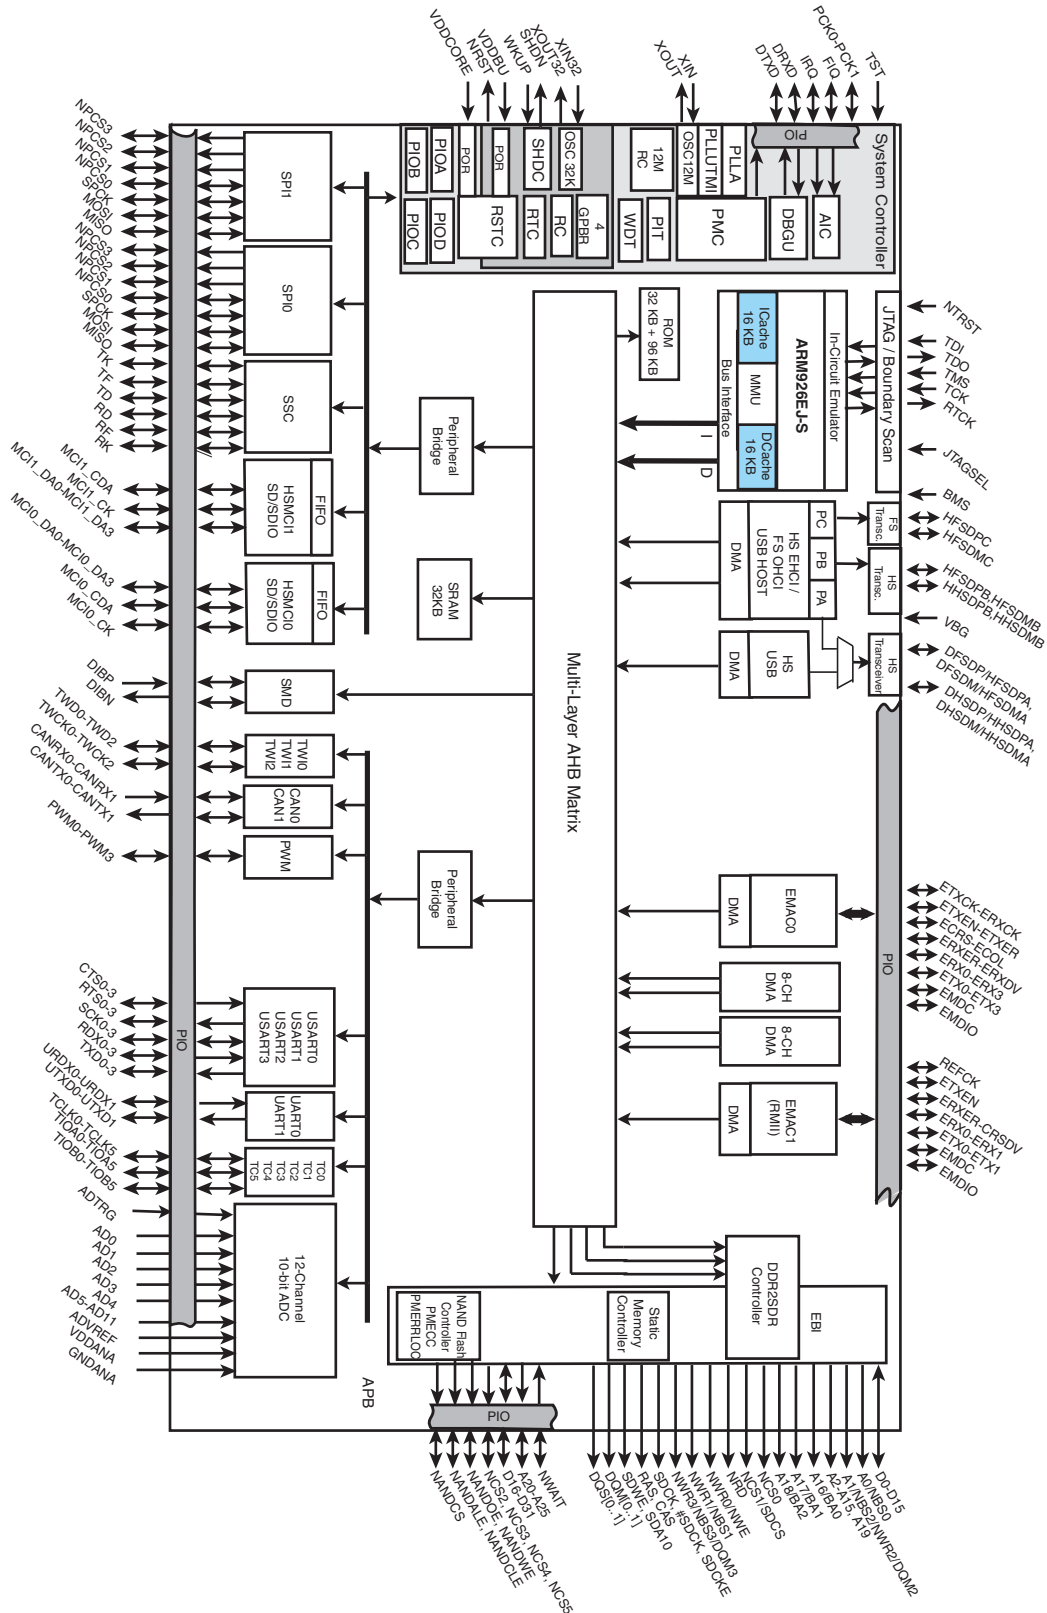 TST
PCK0-PCK1
FIQ
IRQ
DRXD
DTXD
XIN
XOUT
XIN32
XOUT32
SHDN
WKUP
VDDBU
NRST
VDDCORE
System Controller
PIO
AIC
DBGU
PLLA
PLLUTMI
OSC12M
PMC
12M
RC
PIT
WDT
OSC 32K
SHDC
4
GPBR
RC
RTC
POR
RSTC
POR
PIOA
PIOB
PIOD
PIOC
NTRST
TDI
TDO
TMS
TCK
RTCK
JTAGSEL
JTAG / Boundary Scan
In-Circuit Emulator
ARM926EJ-S
ICache
16 KB
MMU
DCache
16 KB
Bus Interface
I
D
ROM
32 KB + 96 KB
BMS
HFSDPC
HFSDMC
HFSDPB,HFSDMB
HHSDPB,HHSDMB
VBG
DFSDP/HFSDPA,
DFSDM/HFSDMA
DHSDP/HHSDPA,
DHSDM/HHSDMA
FS
Transc.
HS
Transc.
HS
Transceiver
PC
PB
PA
HS EHCI /
FS OHCI
USB HOST
DMA
HS
USB
DMA
Multi-Layer AHB Matrix
PIO
ETXCK-ERXCK
ETXEN-ETXER
ECRS-ECOL
ERXER-ERXDV
ERX0-ERX3
ETX0-ETX3
EMDC
EMDIO
EMAC0
DMA
8-CH
DMA
8-CH
DMA
EMAC1
(RMII)
DMA
REFCK
ETXEN
ERXER-CRSDV
ERX0-ERX1
ETX0-ETX1
EMDC
EMDIO
Peripheral
Bridge
SRAM
32KB
Peripheral
Bridge
NPCS3
NPCS2
NPCS1
NPCS0
SPCK
MOSI
MISO
NPCS3
NPCS2
NPCS1
NPCS0
SPCK
MOSI
MISO
TK
TF
TD
RD
RF
RK
MCI1_CDA
MCI1_CK
MCI1_DA0-MCI1_DA3
MCI0_DA0-MCI0_DA3
MCI0_CDA
MCI0_CK
DIBP
DIBN
TWD0-TWD2
TWCK0-TWCK2
CANRX0-CANRX1
CANTX0-CANTX1
PWM0-PWM3
CTS0-3
RTS0-3
SCK0-3
RDX0-3
TXD0-3
URDX0-URDX1
UTXD0-UTXD1
TCLK0-TCLK5
TIOA0-TIOA5
TIOB0-TIOB5
ADTRG
AD0
AD1
AD2
AD3
AD4
AD5-AD11
ADVREF
VDDANA
GNDANA
PIO
SPI1
SPI0
SSC
FIFO
HSMCI1
SD/SDIO
FIFO
HSMCI0
SD/SDIO
SMD
TWI0
TWI1
TWI2
CAN0
CAN1
PWM
USART0
USART1
USART2
USART3
UART0
UART1
TC0
TC1
TC2
TC3
TC4
TC5
12-Channel
10-bit ADC
APB
EBI
DDR2SDR
Controller
Static
Memory
Controller
NAND Flash
Controller
PMECC
PMERRLOC
PIO
D0-D15
A0/NBS0
A1/NBS2/NWR2/DQM2
A2-A15, A19
A16/BA0
A17/BA1
A18/BA2
NCS0
NCS1/SDCS
NRD
NWR0/NWE
NWR1/NBS1
NWR3/NBS3/DQM3
SDCK, #SDCK, SDCKE
RAS, CAS
SDWE, SDA10
DQM[0..1]
DQS[0..1]
NWAIT
A20-A25
D16-D31
NCS2, NCS3, NCS4, NCS5
NANDOE, NANDWE
NANDALE, NANDCLE
NANDCS